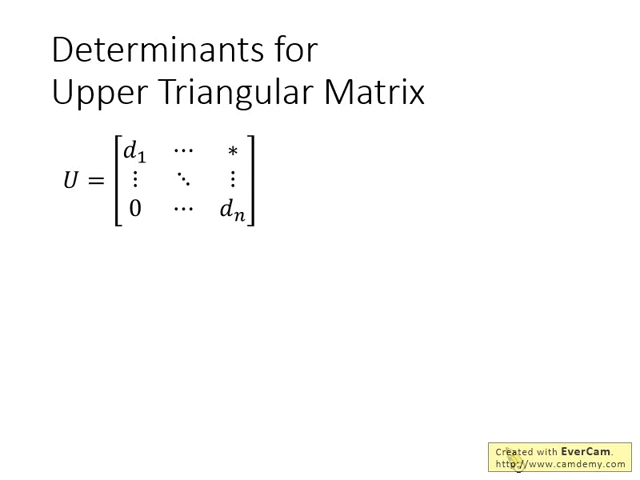 Determinants for
Upper Triangular Matrix
d₁ ⋯ *
U = ⋮ ⋱ ⋮
0 ⋯ dₙ
Created with EverCam.
http://www.camdemy.com